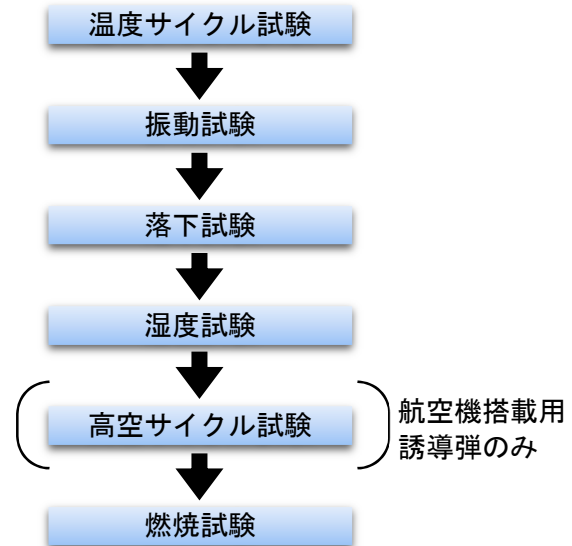 温度サイクル試験
振動試験
落下試験
湿度試験
高空サイクル試験
航空機搭載用
誘導弾のみ
燃焼試験